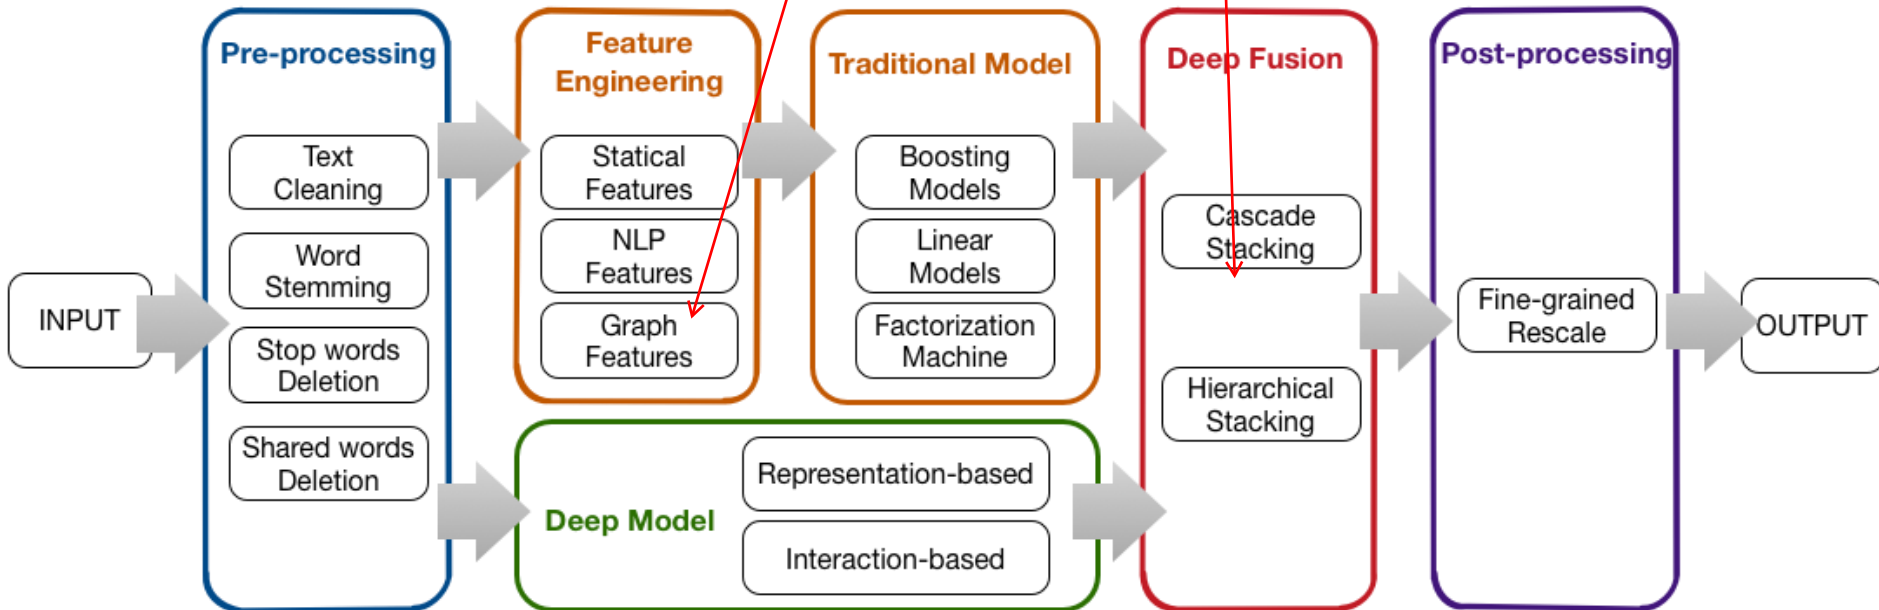 INPUT
Pre-processing
Text
Cleaning
Word
Stemming
Stop words
Deletion
Shared words
Deletion
Feature
Engineering
Statical
Features
NLP
Features
Graph
Features
Traditional Model
Boosting
Models
Linear
Models
Factorization
Machine
Deep Model
Representation-based
Interaction-based
Deep Fusion
Cascade
Stacking
Hierarchical
Stacking
Post-processing
Fine-grained
Rescale
OUTPUT